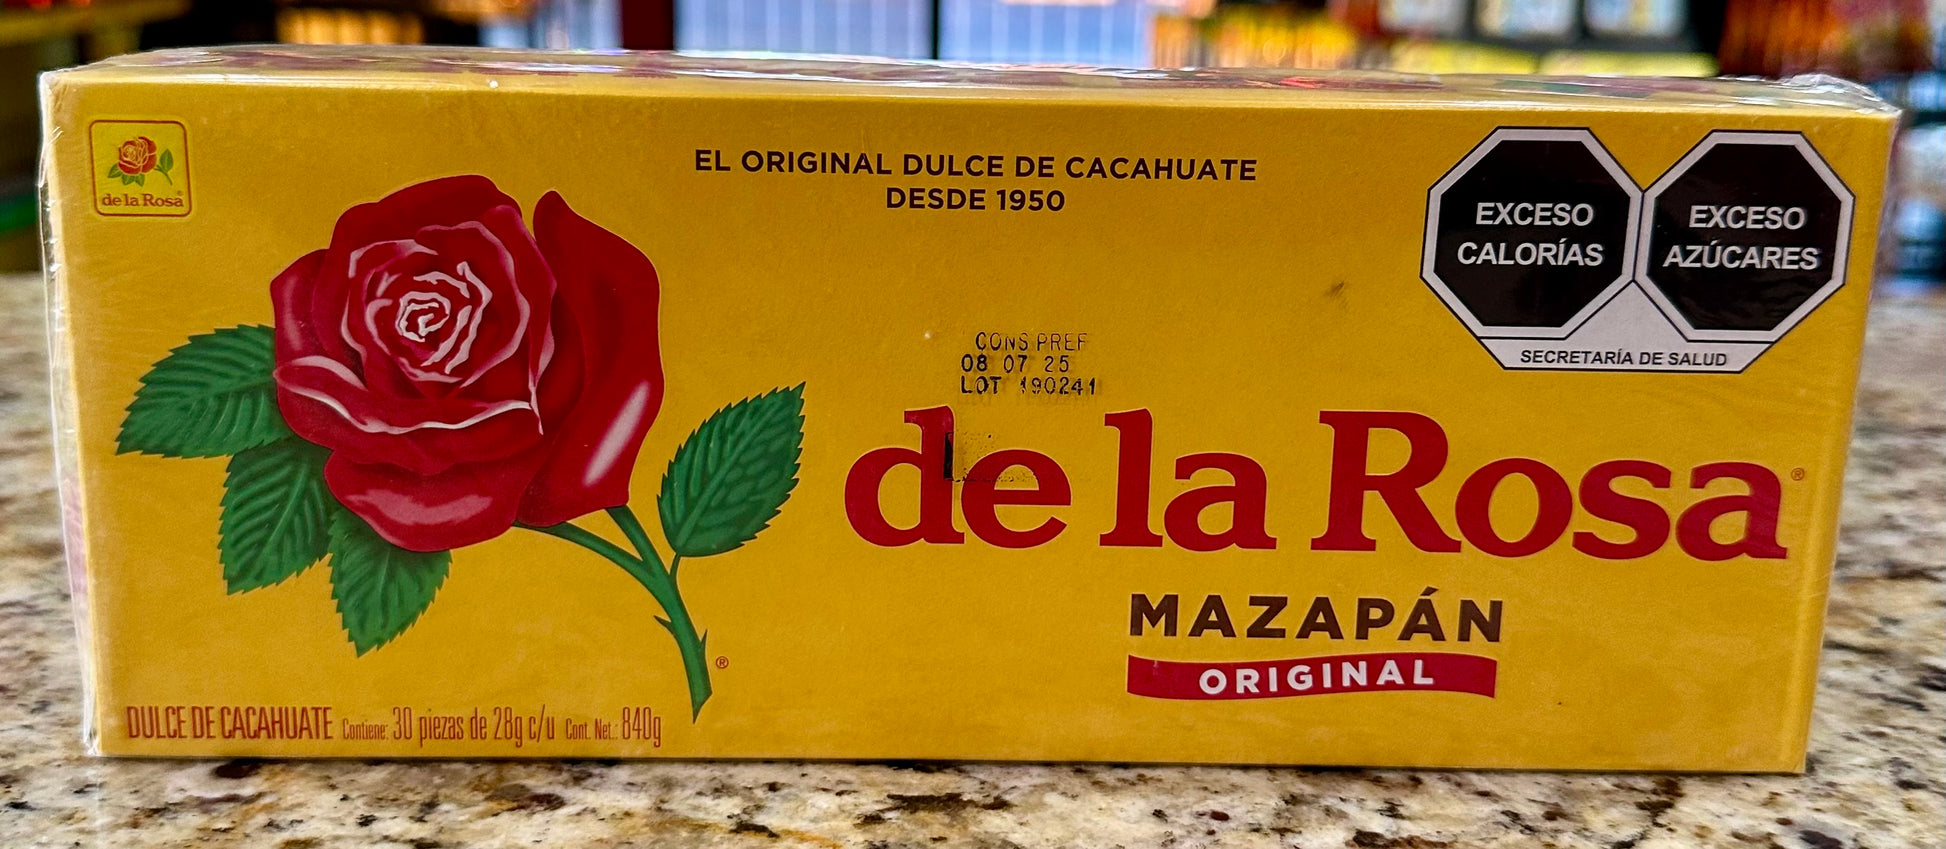 de la Rosa®
EL ORIGINAL DULCE DE CACAHUATE
DESDE 1950
EXCESO
CALORÍAS
EXCESO
AZÚCARES
SECRETARÍA DE SALUD
CONS PREF
08 07 25
LOT 190241
de la Rosa®
MAZAPÁN
ORIGINAL
®
DULCE DE CACAHUATE Contiene: 30 piezas de 28g c/u Cont. Net.: 840g